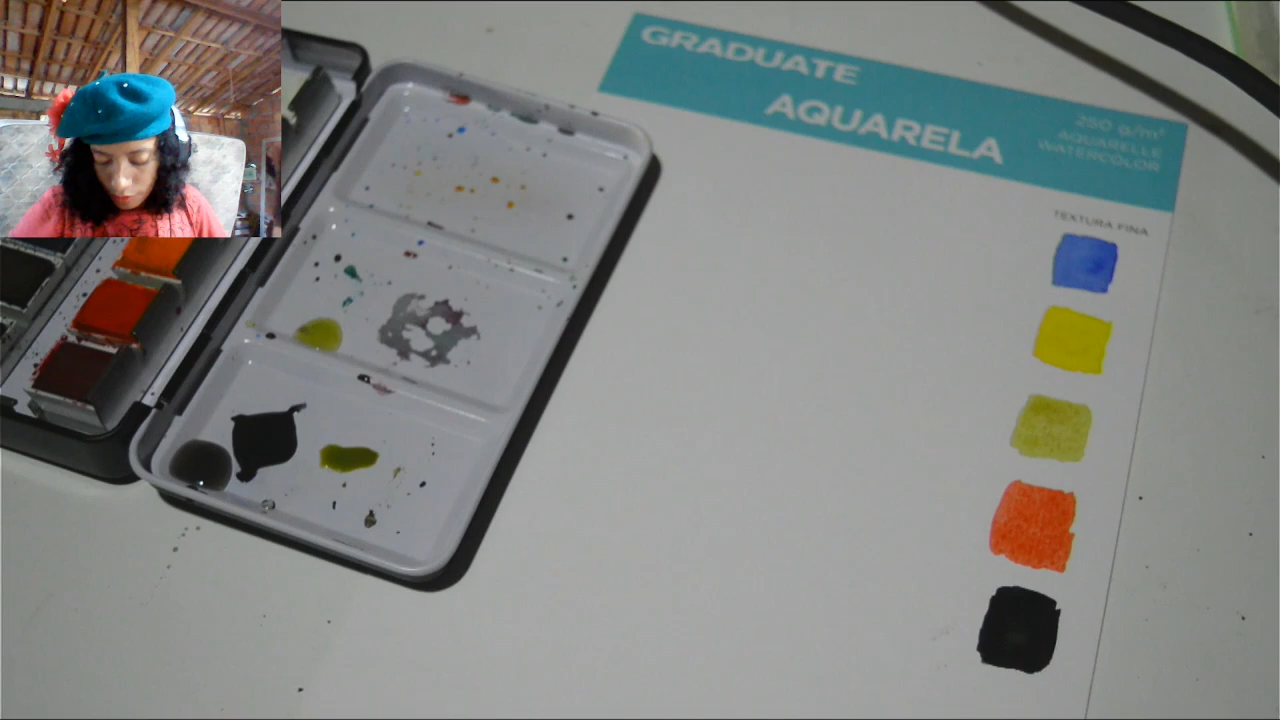 GRADUATE
AQUARELA
250 g/m²
AQUARELLE
WATERCOLOR
TEXTURA FINA